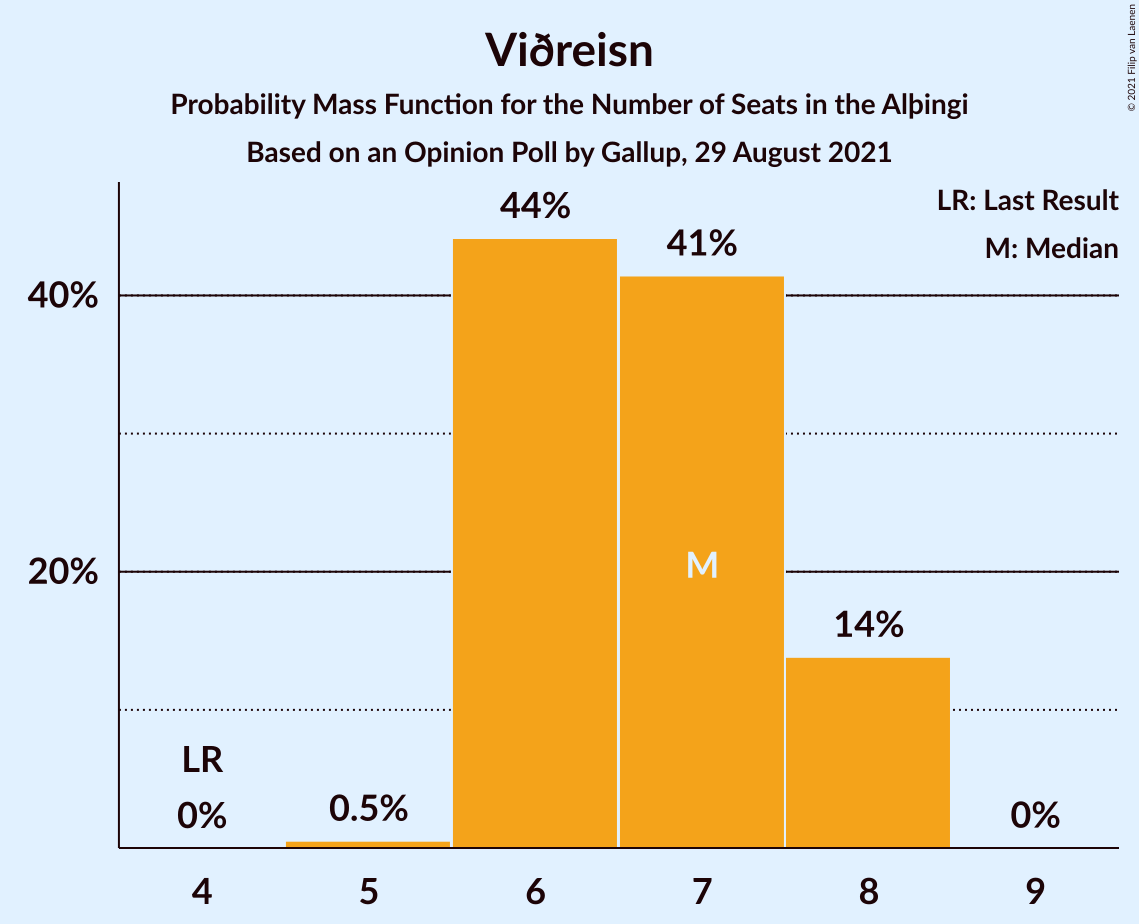 Viðreisn
Probability Mass Function for the Number of Seats in the Alþingi
Based on an Opinion Poll by Gallup, 29 August 2021
© 2021 Filip van Laenen
LR: Last Result
M: Median
44%
41%
40%
M
20%
14%
LR
0%
0.5%
0%
4 5 6 7 8 9